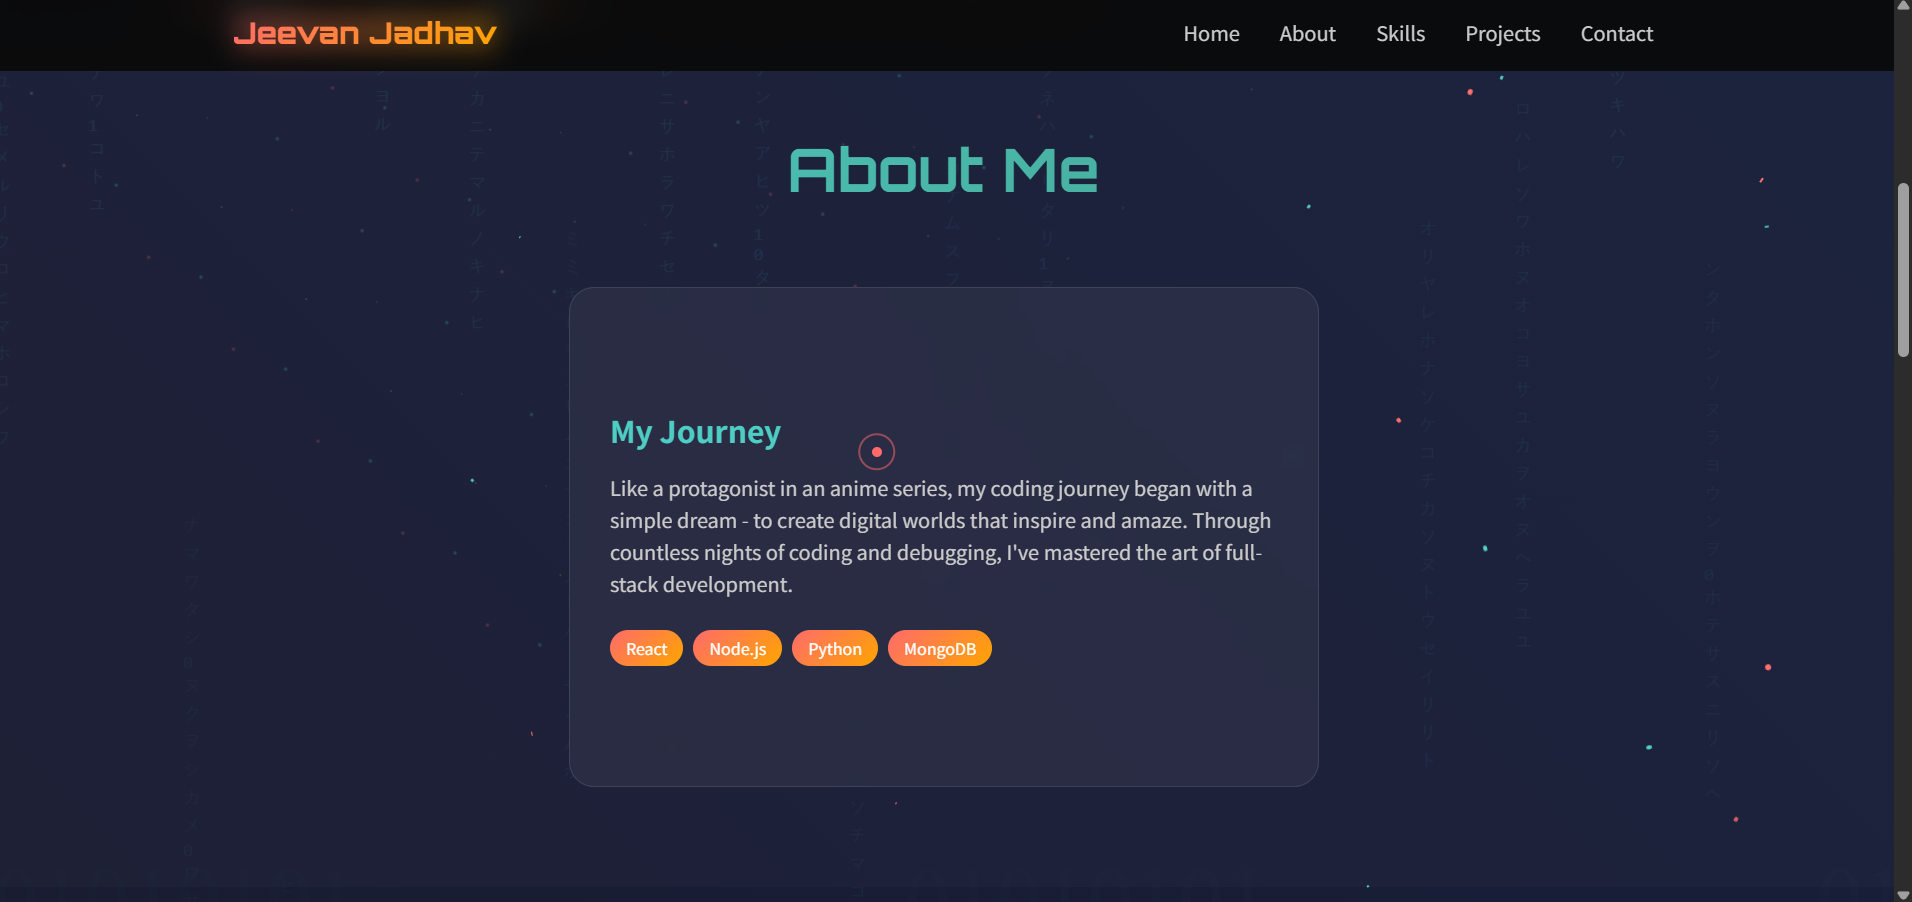 Jeevan Jadhav
Home About Skills Projects Contact
About Me
My Journey
Like a protagonist in an anime series, my coding journey began with a
simple dream - to create digital worlds that inspire and amaze. Through
countless nights of coding and debugging, I've mastered the art of full-
stack development.
React Node.js Python MongoDB